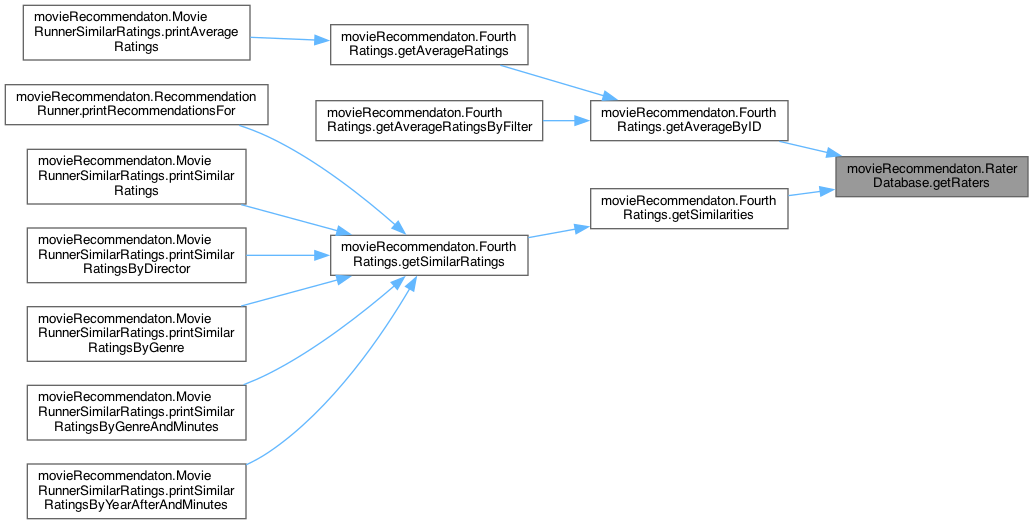 movieRecommendaton.Movie
RunnerSimilarRatings.printAverage
Ratings
movieRecommendaton.Fourth
Ratings.getAverageRatings
movieRecommendaton.Recommendation
Runner.printRecommendationsFor
movieRecommendaton.Fourth
Ratings.getAverageRatingsByFilter
movieRecommendaton.Fourth
Ratings.getAverageByID
movieRecommendaton.Rater
Database.getRaters
movieRecommendaton.Movie
RunnerSimilarRatings.printSimilar
Ratings
movieRecommendaton.Fourth
Ratings.getSimilarities
movieRecommendaton.Movie
RunnerSimilarRatings.printSimilar
RatingsByDirector
movieRecommendaton.Fourth
Ratings.getSimilarRatings
movieRecommendaton.Movie
RunnerSimilarRatings.printSimilar
RatingsByGenre
movieRecommendaton.Movie
RunnerSimilarRatings.printSimilar
RatingsByGenreAndMinutes
movieRecommendaton.Movie
RunnerSimilarRatings.printSimilar
RatingsByYearAfterAndMinutes